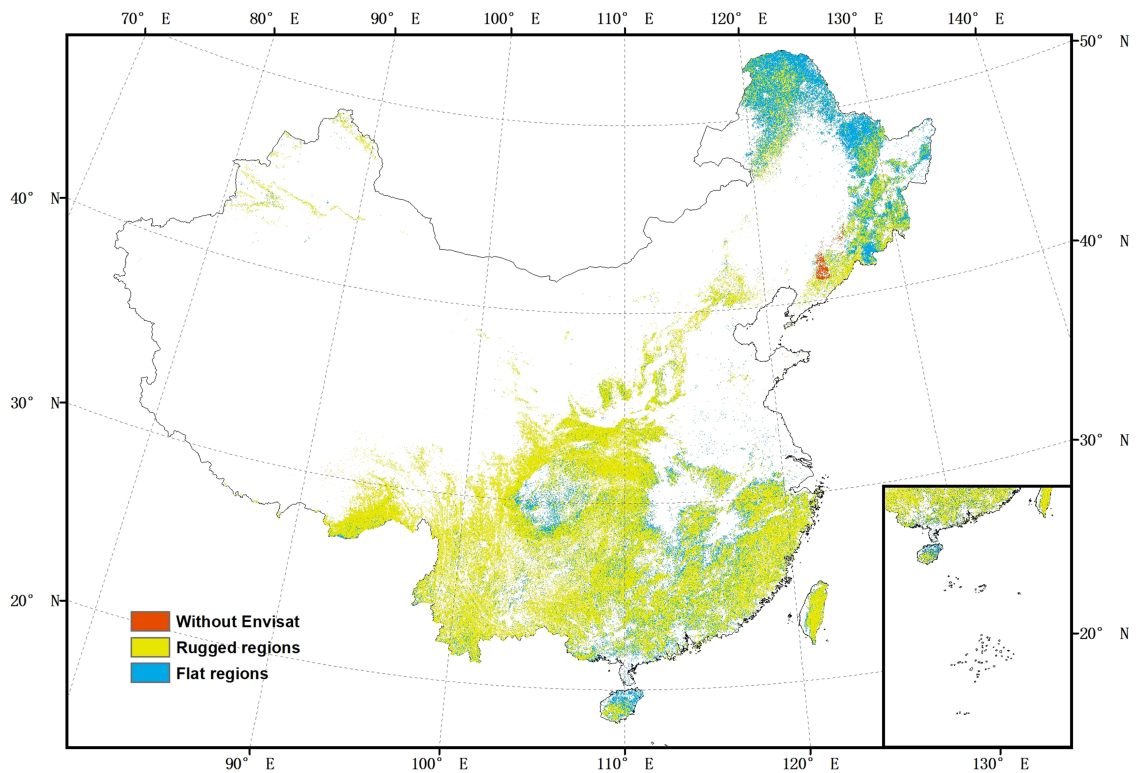 70° E 80° E 90° E 100° E 110° E 120° E 130° E 140° E
50° N
40° N
40° N
30° N
30° N
20° N
20° N
Without Envisat
Rugged regions
Flat regions
90° E 100° E 110° E 120° E 130° E